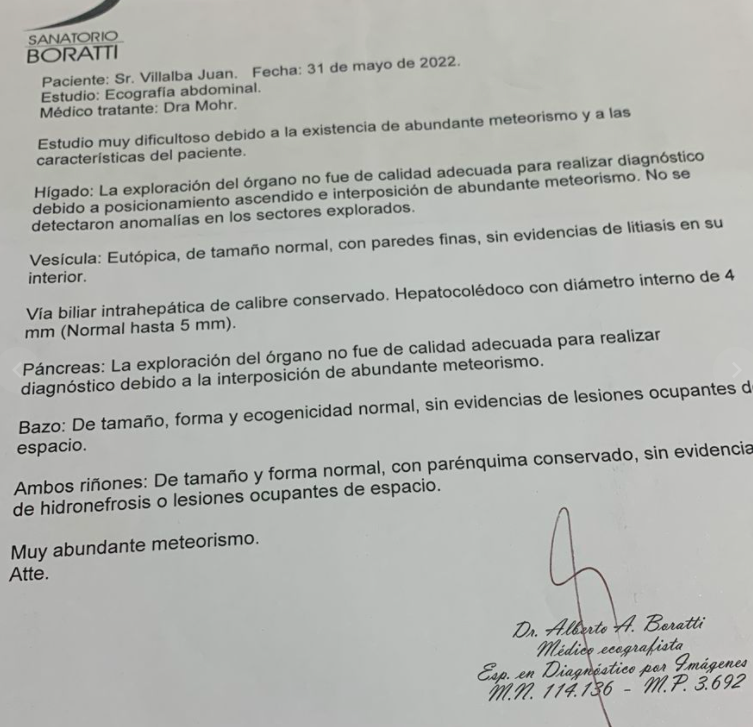 SANATORIO
BORATTI
Paciente: Sr. Villalba Juan. Fecha: 31 de mayo de 2022.
Estudio: Ecografía abdominal.
Médico tratante: Dra Mohr.
Estudio muy dificultoso debido a la existencia de abundante meteorismo y a las
características del paciente.
Hígado: La exploración del órgano no fue de calidad adecuada para realizar diagnóstico
debido a posicionamiento ascendido e interposición de abundante meteorismo. No se
detectaron anomalías en los sectores explorados.
Vesícula: Eutópica, de tamaño normal, con paredes finas, sin evidencias de litiasis en su
interior.
Vía biliar intrahepática de calibre conservado. Hepatocolédoco con diámetro interno de 4
mm (Normal hasta 5 mm).
Páncreas: La exploración del órgano no fue de calidad adecuada para realizar
diagnóstico debido a la interposición de abundante meteorismo.
Bazo: De tamaño, forma y ecogenicidad normal, sin evidencias de lesiones ocupantes d
espacio.
Ambos riñones: De tamaño y forma normal, con parénquima conservado, sin evidencia
de hidronefrosis o lesiones ocupantes de espacio.
Muy abundante meteorismo.
Atte.
Dr. Alberto A. Boratti
Médico ecografista
Esp. en Diagnóstico por Imágenes
M.N. 114.136 - M.P. 3.692